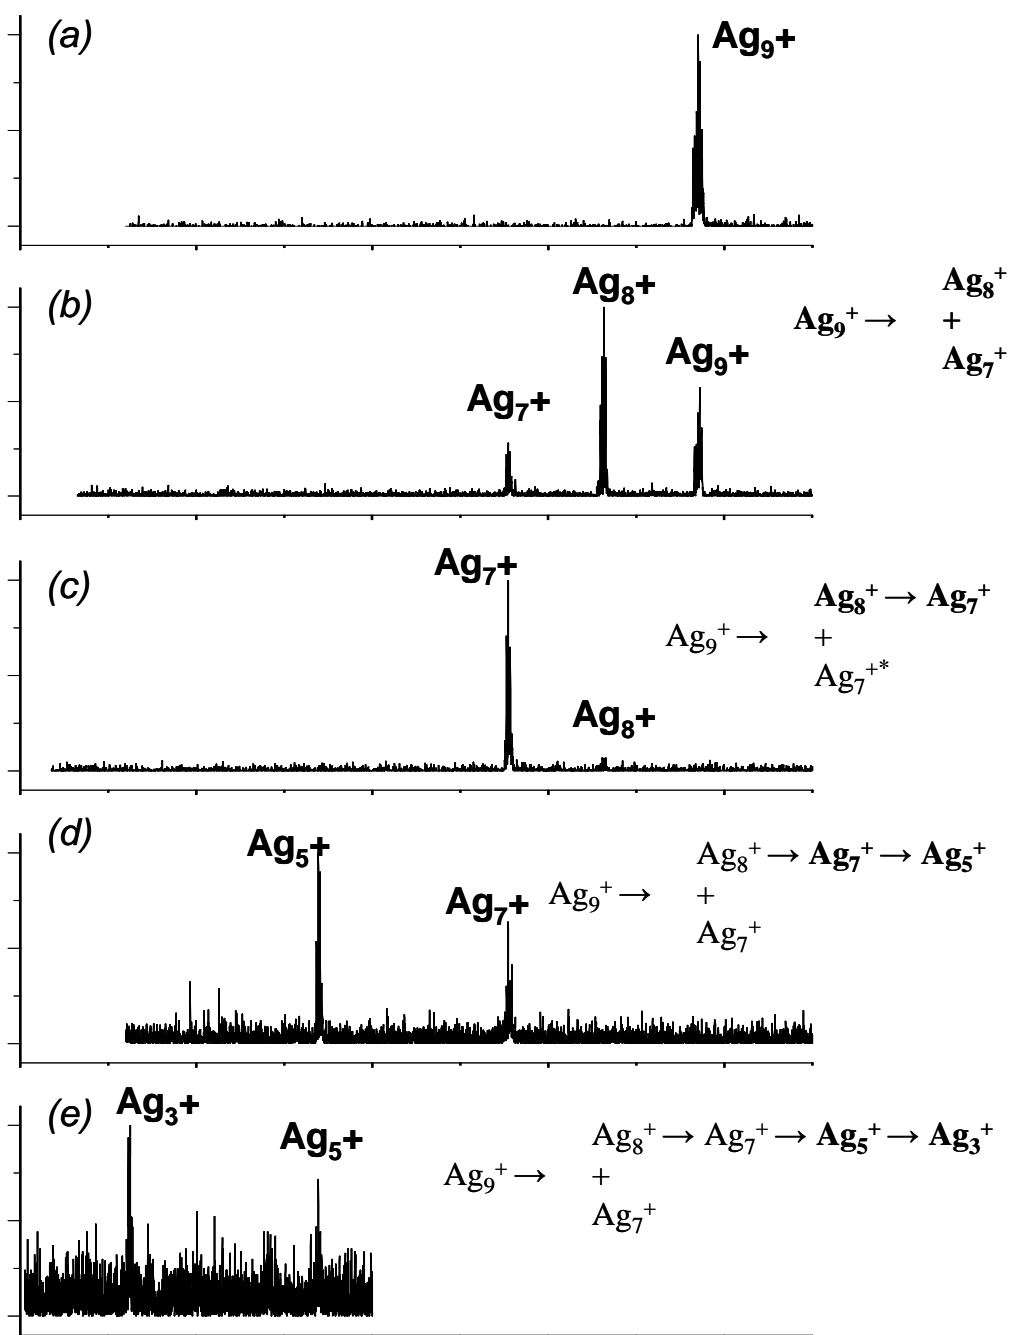 (a)
Ag₉+
(b)
Ag₇+
Ag₈+
Ag₉+
Ag₉⁺ →
Ag₈⁺
+
Ag₇⁺
(c)
Ag₇+
Ag₈+
Ag₉⁺ →
Ag₈⁺ → Ag₇⁺
+
Ag₇⁺*
(d)
Ag₅+
Ag₇+
Ag₉⁺ →
Ag₈⁺ → Ag₇⁺ → Ag₅⁺
+
Ag₇⁺
(e)
Ag₃+
Ag₅+
Ag₉⁺ →
Ag₈⁺ → Ag₇⁺ → Ag₅⁺ → Ag₃⁺
+
Ag₇⁺